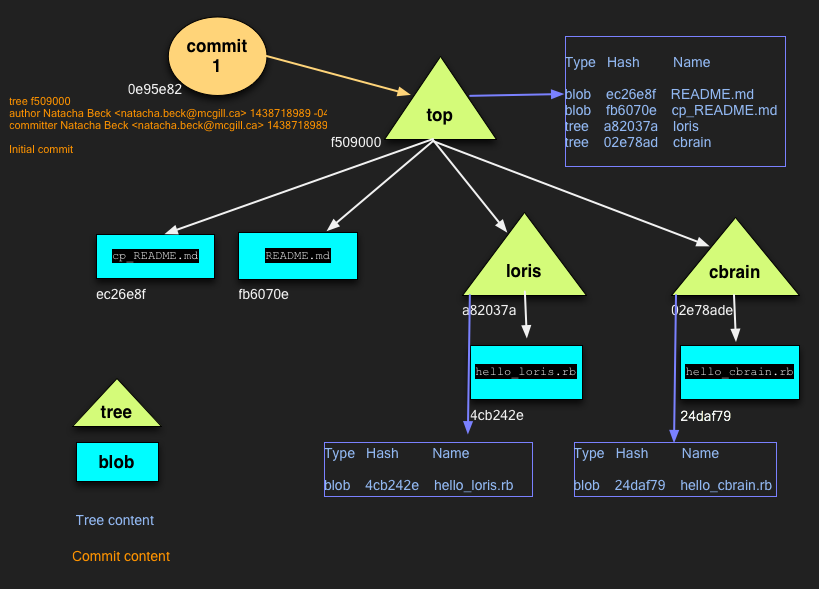 commit
1
0e95e82
tree f509000
author Natacha Beck <natacha.beck@mcgill.ca> 1438718989 -04
committer Natacha Beck <natacha.beck@mcgill.ca> 1438718989
Initial commit
top
f509000
Type Hash Name
blob ec26e8f README.md
blob fb6070e cp_README.md
tree a82037a loris
tree 02e78ad cbrain
cp_README.md
ec26e8f
README.md
fb6070e
loris
a82037a
cbrain
02e78ade
hello_loris.rb
4cb242e
hello_cbrain.rb
24daf79
Type Hash Name
blob 4cb242e hello_loris.rb
Type Hash Name
blob 24daf79 hello_cbrain.rb
tree
blob
Tree content
Commit content